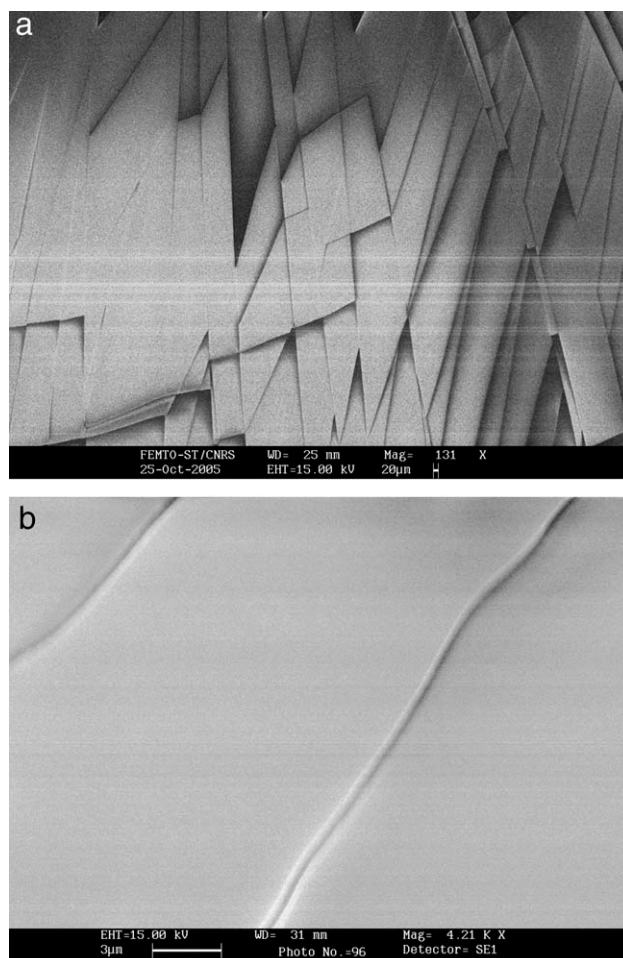 a
FEMTO-ST/CNRS WD= 25 mm Mag= 131 X
25-Oct-2005 EHT=15.00 kV 20µm
b
EHT=15.00 kV WD= 31 mm Mag= 4.21 K X
3µm Photo No.=96 Detector= SE1